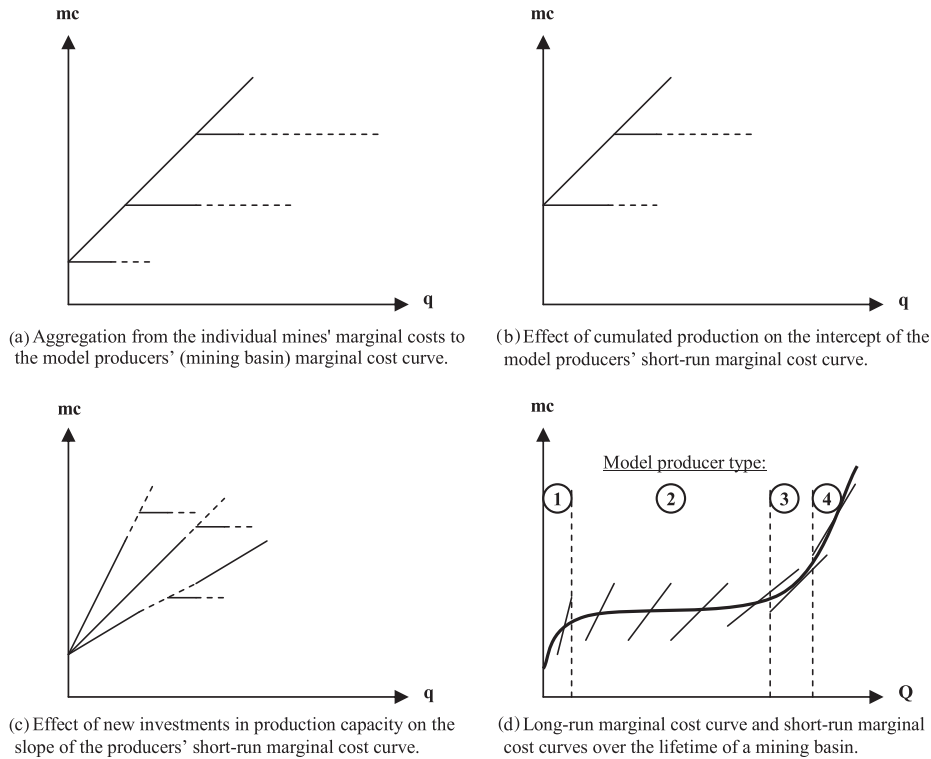 mc
q
(a) Aggregation from the individual mines' marginal costs to
the model producers’ (mining basin) marginal cost curve.
mc
q
(b) Effect of cumulated production on the intercept of the
model producers’ short-run marginal cost curve.
mc
q
(c) Effect of new investments in production capacity on the
slope of the producers’ short-run marginal cost curve.
mc
Model producer type:
1 2 3 4
Q
(d) Long-run marginal cost curve and short-run marginal
cost curves over the lifetime of a mining basin.